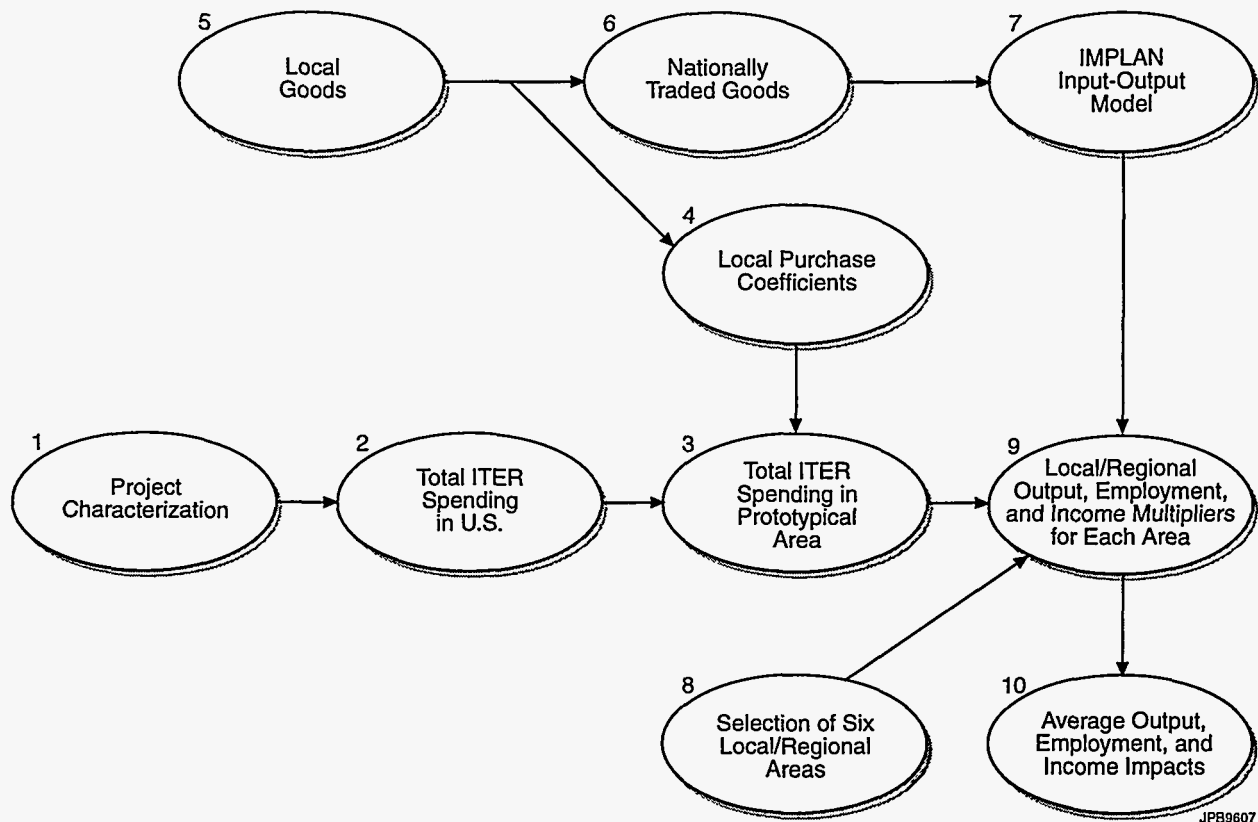 5
Local
Goods
6
Nationally
Traded Goods
7
IMPLAN
Input-Output
Model
4
Local Purchase
Coefficients
1
Project
Characterization
2
Total ITER
Spending
in U.S.
3
Total ITER
Spending in
Prototypical
Area
9
Local/Regional
Output, Employment,
and Income Multipliers
for Each Area
8
Selection of Six
Local/Regional
Areas
10
Average Output,
Employment, and
Income Impacts
JPB9607